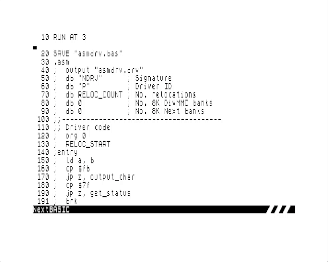 10 RUN AT 3
20 SAVE "asmdrv.bas"
30 .asm
40 ; output "asmdrv.drv"
50 ; db "NDRV" ; Signature
60 ; db "P" ; Driver ID
70 ; db RELOC_COUNT ; No. relocations
80 ; db 0 ; No. 8K DivMMC banks
90 ; db 0 ; No. 8K Next banks
100 ;;-----------------------------------
110 ;; Driver code
120 ; org 0
130 ; RELOC_START
140 ;entry
150 ; ld a, b
160 ; cp $fb
170 ; jp z, output_char
180 ; cp $7f
190 ; jp z, get_status
191 ;
NextBASIC